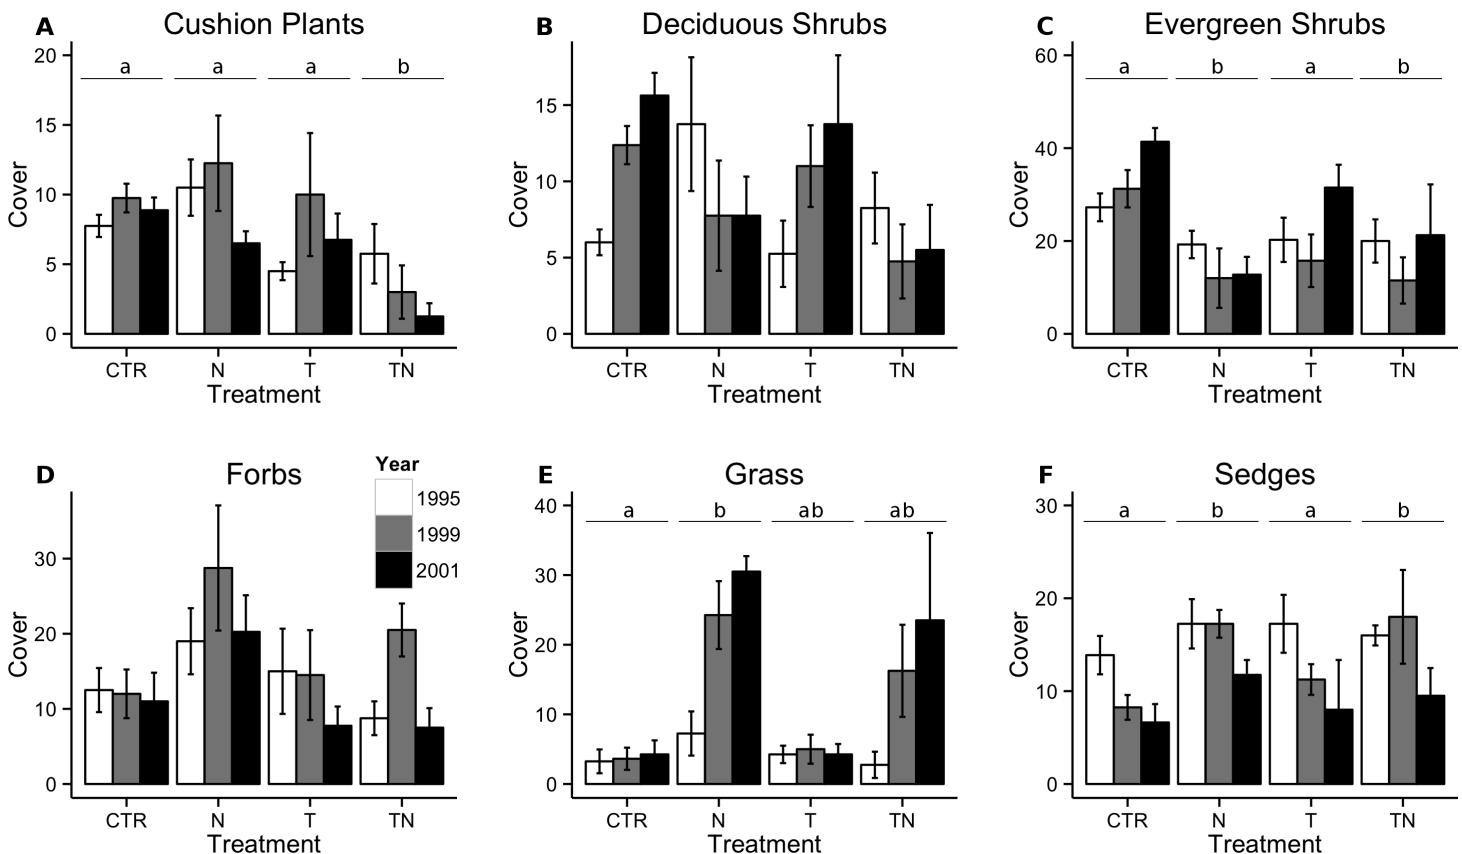 A Cushion Plants
20
15
10
5
0
Cover
a a a b
CTR N T TN
Treatment
B Deciduous Shrubs
15
10
5
0
Cover
CTR N T TN
Treatment
C Evergreen Shrubs
60
40
20
0
Cover
a b a b
CTR N T TN
Treatment
D Forbs
30
20
10
0
Cover
Year
1995
1999
2001
CTR N T TN
Treatment
E Grass
40
30
20
10
0
Cover
a b ab ab
CTR N T TN
Treatment
F Sedges
30
20
10
0
Cover
a b a b
CTR N T TN
Treatment